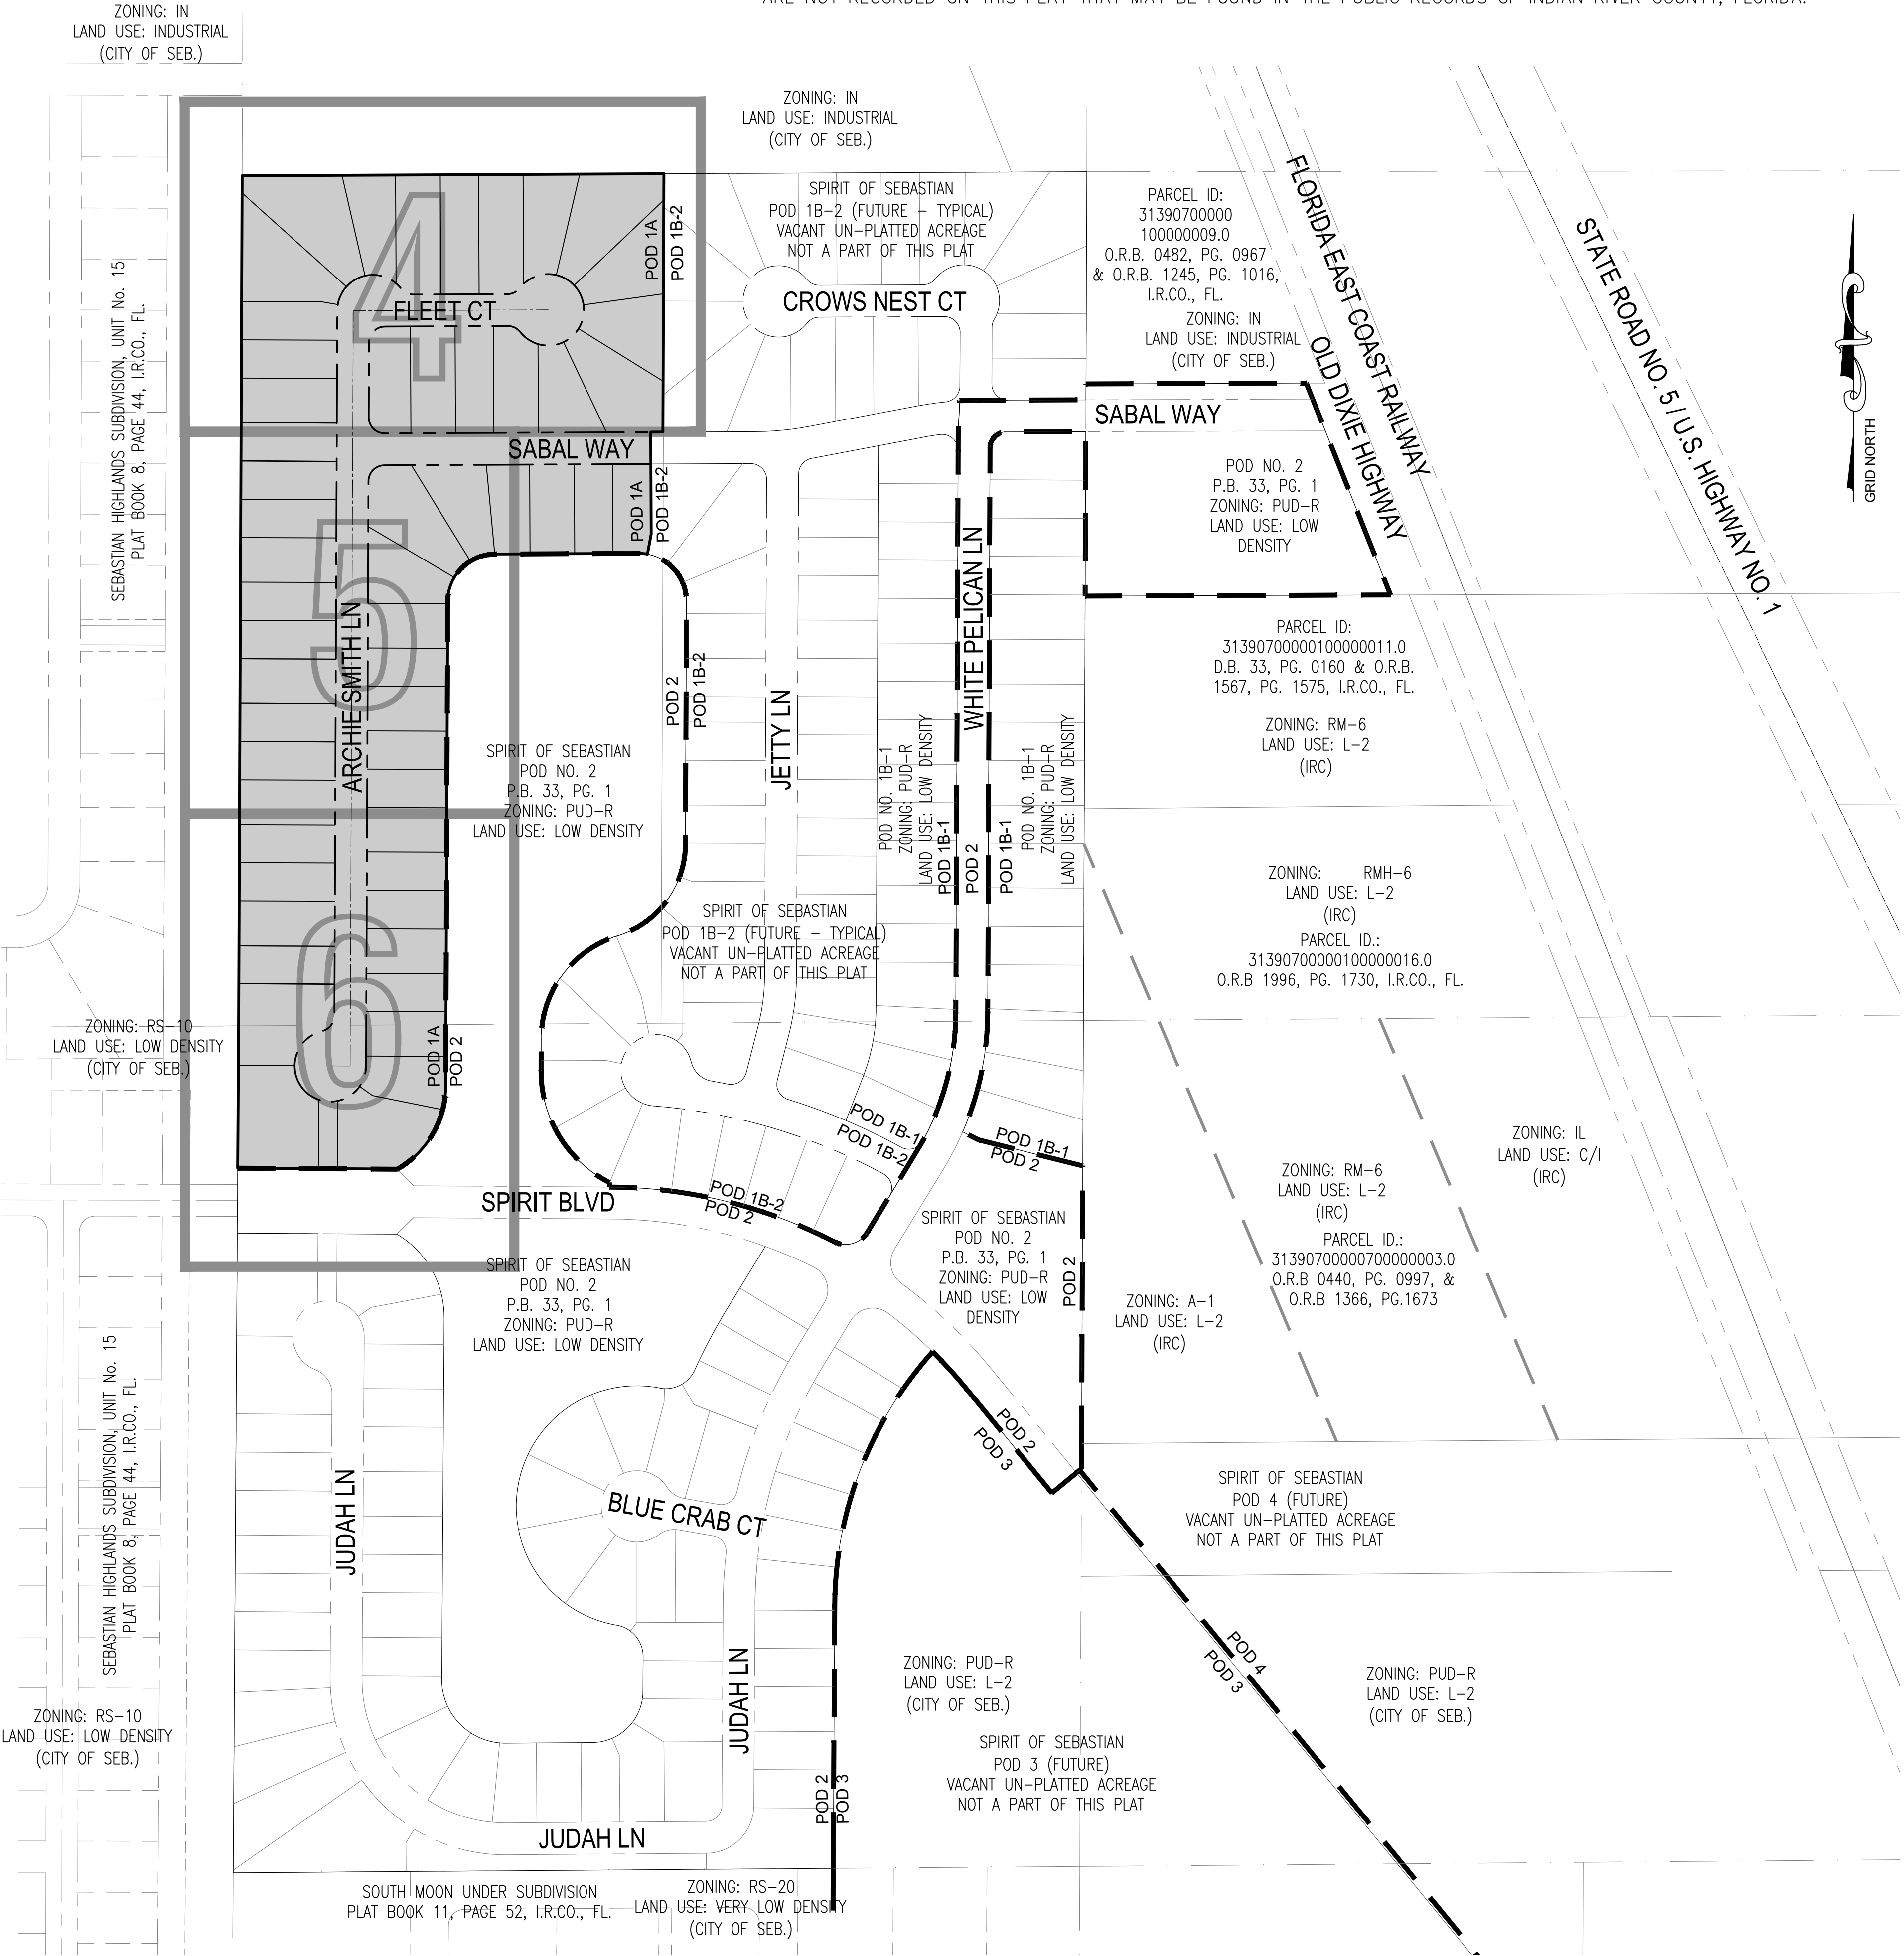 ARE NOT RECORDED ON THIS PLAT THAT MAY BE FOUND IN THE PUBLIC RECORDS OF INDIAN RIVER COUNTY, FLORIDA.
ZONING: IN
LAND USE: INDUSTRIAL
(CITY OF SEB.)
ZONING: IN
LAND USE: INDUSTRIAL
(CITY OF SEB.)
SPIRIT OF SEBASTIAN
POD 1B-2 (FUTURE - TYPICAL)
VACANT UN-PLATTED ACREAGE
NOT A PART OF THIS PLAT
PARCEL ID:
31390700000
100000009.0
O.R.B. 0482, PG. 0967
& O.R.B. 1245, PG. 1016,
I.R.CO., FL.
ZONING: IN
LAND USE: INDUSTRIAL
(CITY OF SEB.)
FLORIDA EAST COAST RAILWAY
OLD DIXIE HIGHWAY
STATE ROAD NO. 5 / U.S. HIGHWAY NO. 1
GRID NORTH
SEBASTIAN HIGHLANDS SUBDIVISION, UNIT No. 15
PLAT BOOK 8, PAGE 44, I.R.CO., FL.
4
POD 1A
POD 1B-2
FLEET CT
CROWS NEST CT
SABAL WAY
SABAL WAY
POD 1A
POD 1B-2
POD NO. 2
P.B. 33, PG. 1
ZONING: PUD-R
LAND USE: LOW
DENSITY
5
ARCHIE SMITH LN
POD 2
POD 1B-2
JETTY LN
WHITE PELICAN LN
PARCEL ID:
31390700000100000011.0
D.B. 33, PG. 0160 & O.R.B.
1567, PG. 1575, I.R.CO., FL.
ZONING: RM-6
LAND USE: L-2
(IRC)
SPIRIT OF SEBASTIAN
POD NO. 2
P.B. 33, PG. 1
ZONING: PUD-R
LAND USE: LOW DENSITY
POD NO. 1B-1
ZONING: PUD-R
LAND USE: LOW DENSITY
POD 1B-1
POD 2
POD 1B-1
POD NO. 1B-1
ZONING: PUD-R
LAND USE: LOW DENSITY
ZONING: RMH-6
LAND USE: L-2
(IRC)
PARCEL ID.:
31390700000100000016.0
O.R.B 1996, PG. 1730, I.R.CO., FL.
SPIRIT OF SEBASTIAN
POD 1B-2 (FUTURE - TYPICAL)
VACANT UN-PLATTED ACREAGE
NOT A PART OF THIS PLAT
6
ZONING: RS-10
LAND USE: LOW DENSITY
(CITY OF SEB.)
POD 1A
POD 2
POD 1B-1
POD 1B-2
POD 1B-1
POD 2
ZONING: IL
LAND USE: C/I
(IRC)
ZONING: RM-6
LAND USE: L-2
(IRC)
PARCEL ID.:
31390700000700000003.0
O.R.B 0440, PG. 0997, &
O.R.B 1366, PG.1673
SPIRIT BLVD
POD 1B-2
POD 2
SPIRIT OF SEBASTIAN
POD NO. 2
P.B. 33, PG. 1
ZONING: PUD-R
LAND USE: LOW
DENSITY
POD 2
ZONING: A-1
LAND USE: L-2
(IRC)
SPIRIT OF SEBASTIAN
POD NO. 2
P.B. 33, PG. 1
ZONING: PUD-R
LAND USE: LOW DENSITY
SEBASTIAN HIGHLANDS SUBDIVISION, UNIT No. 15
PLAT BOOK 8, PAGE 44, I.R.CO., FL.
POD 2
POD 3
SPIRIT OF SEBASTIAN
POD 4 (FUTURE)
VACANT UN-PLATTED ACREAGE
NOT A PART OF THIS PLAT
JUDAH LN
BLUE CRAB CT
JUDAH LN
POD 4
POD 3
ZONING: PUD-R
LAND USE: L-2
(CITY OF SEB.)
ZONING: PUD-R
LAND USE: L-2
(CITY OF SEB.)
ZONING: RS-10
LAND USE: LOW DENSITY
(CITY OF SEB.)
SPIRIT OF SEBASTIAN
POD 3 (FUTURE)
VACANT UN-PLATTED ACREAGE
NOT A PART OF THIS PLAT
POD 2
POD 3
JUDAH LN
SOUTH MOON UNDER SUBDIVISION
PLAT BOOK 11, PAGE 52, I.R.CO., FL.
ZONING: RS-20
LAND USE: VERY LOW DENSITY
(CITY OF SEB.)